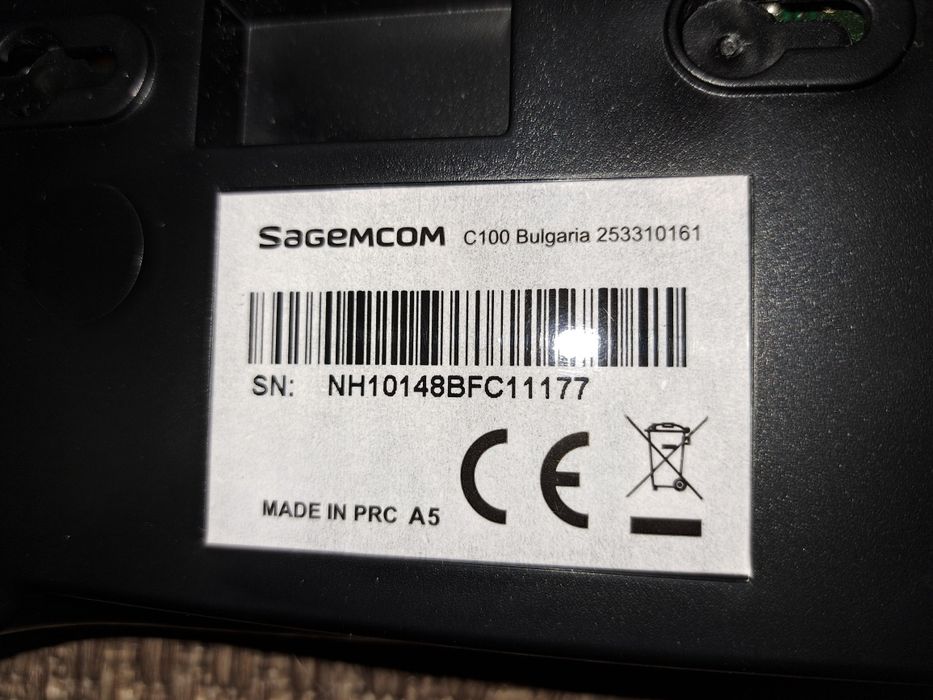 SAGEMCOM C100 Bulgaria 253310161
SN: NH10148BFC11177
CE
MADE IN PRC A5